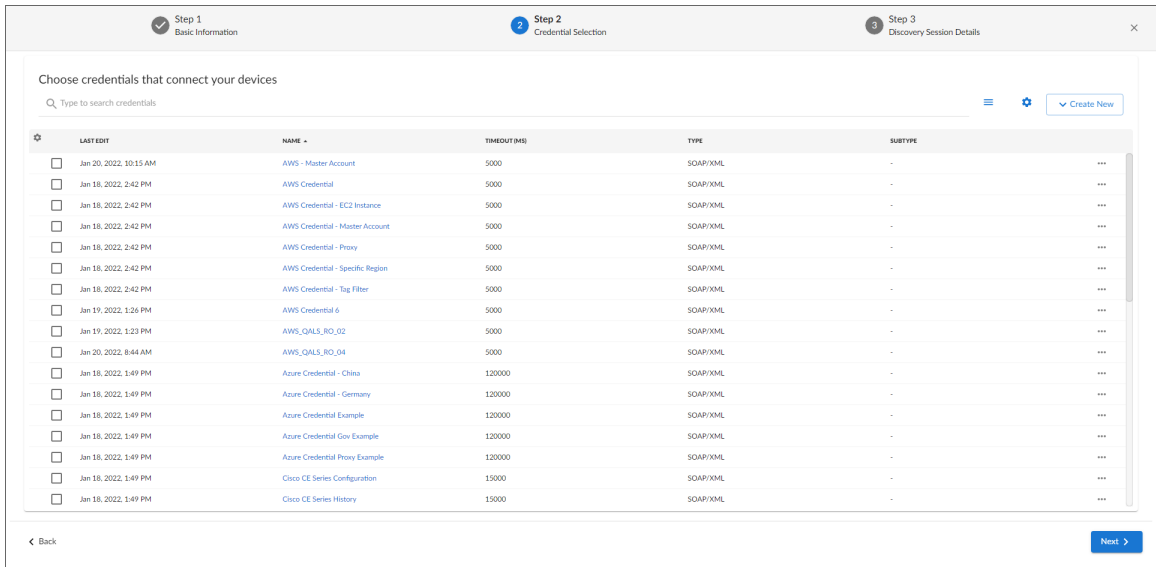 Step 1
Basic Information
2
Step 2
Credential Selection
3
Step 3
Discovery Session Details
Choose credentials that connect your devices
Type to search credentials
Create New
LAST EDIT NAME TIMEOUT (MS) TYPE SUBTYPE
Jan 20, 2022, 10:15 AM AWS - Master Account 5000 SOAP/XML -
Jan 18, 2022, 2:42 PM AWS Credential 5000 SOAP/XML -
Jan 18, 2022, 2:42 PM AWS Credential - EC2 Instance 5000 SOAP/XML -
Jan 18, 2022, 2:42 PM AWS Credential - Master Account 5000 SOAP/XML -
Jan 18, 2022, 2:42 PM AWS Credential - Proxy 5000 SOAP/XML -
Jan 18, 2022, 2:42 PM AWS Credential - Specific Region 5000 SOAP/XML -
Jan 18, 2022, 2:42 PM AWS Credential - Tag Filter 5000 SOAP/XML -
Jan 19, 2022, 1:26 PM AWS Credential 6 5000 SOAP/XML -
Jan 19, 2022, 1:23 PM AWS_QALS_RO_02 5000 SOAP/XML -
Jan 20, 2022, 8:44 AM AWS_QALS_RO_04 5000 SOAP/XML -
Jan 18, 2022, 1:49 PM Azure Credential - China 120000 SOAP/XML -
Jan 18, 2022, 1:49 PM Azure Credential - Germany 120000 SOAP/XML -
Jan 18, 2022, 1:49 PM Azure Credential Example 120000 SOAP/XML -
Jan 18, 2022, 1:49 PM Azure Credential Gov Example 120000 SOAP/XML -
Jan 18, 2022, 1:49 PM Azure Credential Proxy Example 120000 SOAP/XML -
Jan 18, 2022, 1:49 PM Cisco CE Series Configuration 15000 SOAP/XML -
Jan 18, 2022, 1:49 PM Cisco CE Series History 15000 SOAP/XML -
Back
Next